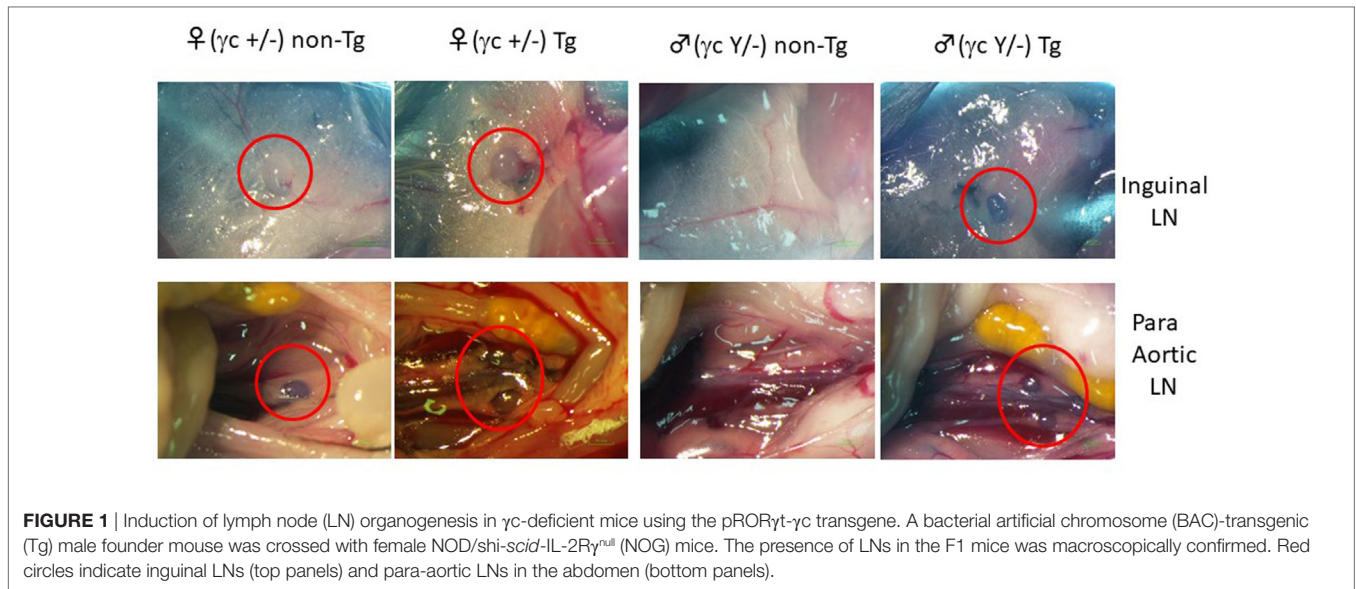 ♀(γc +/-) non-Tg
♀(γc +/-) Tg
♂(γc Y/-) non-Tg
♂(γc Y/-) Tg
Inguinal
LN
Para
Aortic
LN
FIGURE 1 | Induction of lymph node (LN) organogenesis in γc-deficient mice using the pRORγt-γc transgene. A bacterial artificial chromosome (BAC)-transgenic
(Tg) male founder mouse was crossed with female NOD/shi-scid-IL-2Rγnull (NOG) mice. The presence of LNs in the F1 mice was macroscopically confirmed. Red
circles indicate inguinal LNs (top panels) and para-aortic LNs in the abdomen (bottom panels).